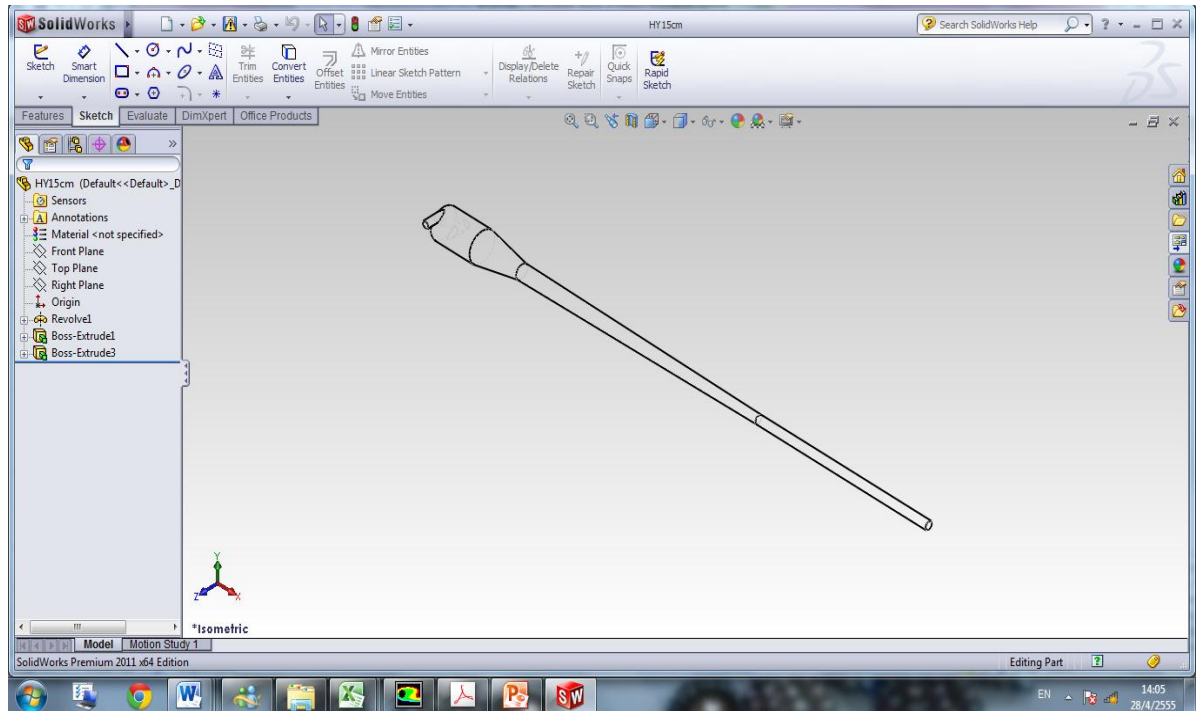 SolidWorks
HY15cm
Search SolidWorks Help
Sketch
Smart Dimension
Trim Entities
Convert Entities
Offset Entities
Mirror Entities
Linear Sketch Pattern
Move Entities
Display/Delete Relations
Repair Sketch
Quick Snaps
Rapid Sketch
Features
Sketch
Evaluate
DimXpert
Office Products
HY15cm (Default<<Default>_D
Sensors
Annotations
Material <not specified>
Front Plane
Top Plane
Right Plane
Origin
Revolve1
Boss-Extrude1
Boss-Extrude3
Y
Z
X
*Isometric
Model
Motion Study 1
SolidWorks Premium 2011 x64 Edition
Editing Part
EN
14:05
28/4/2555